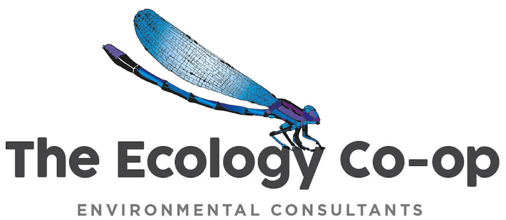 The Ecology Co-op
ENVIRONMENTAL CONSULTANTS